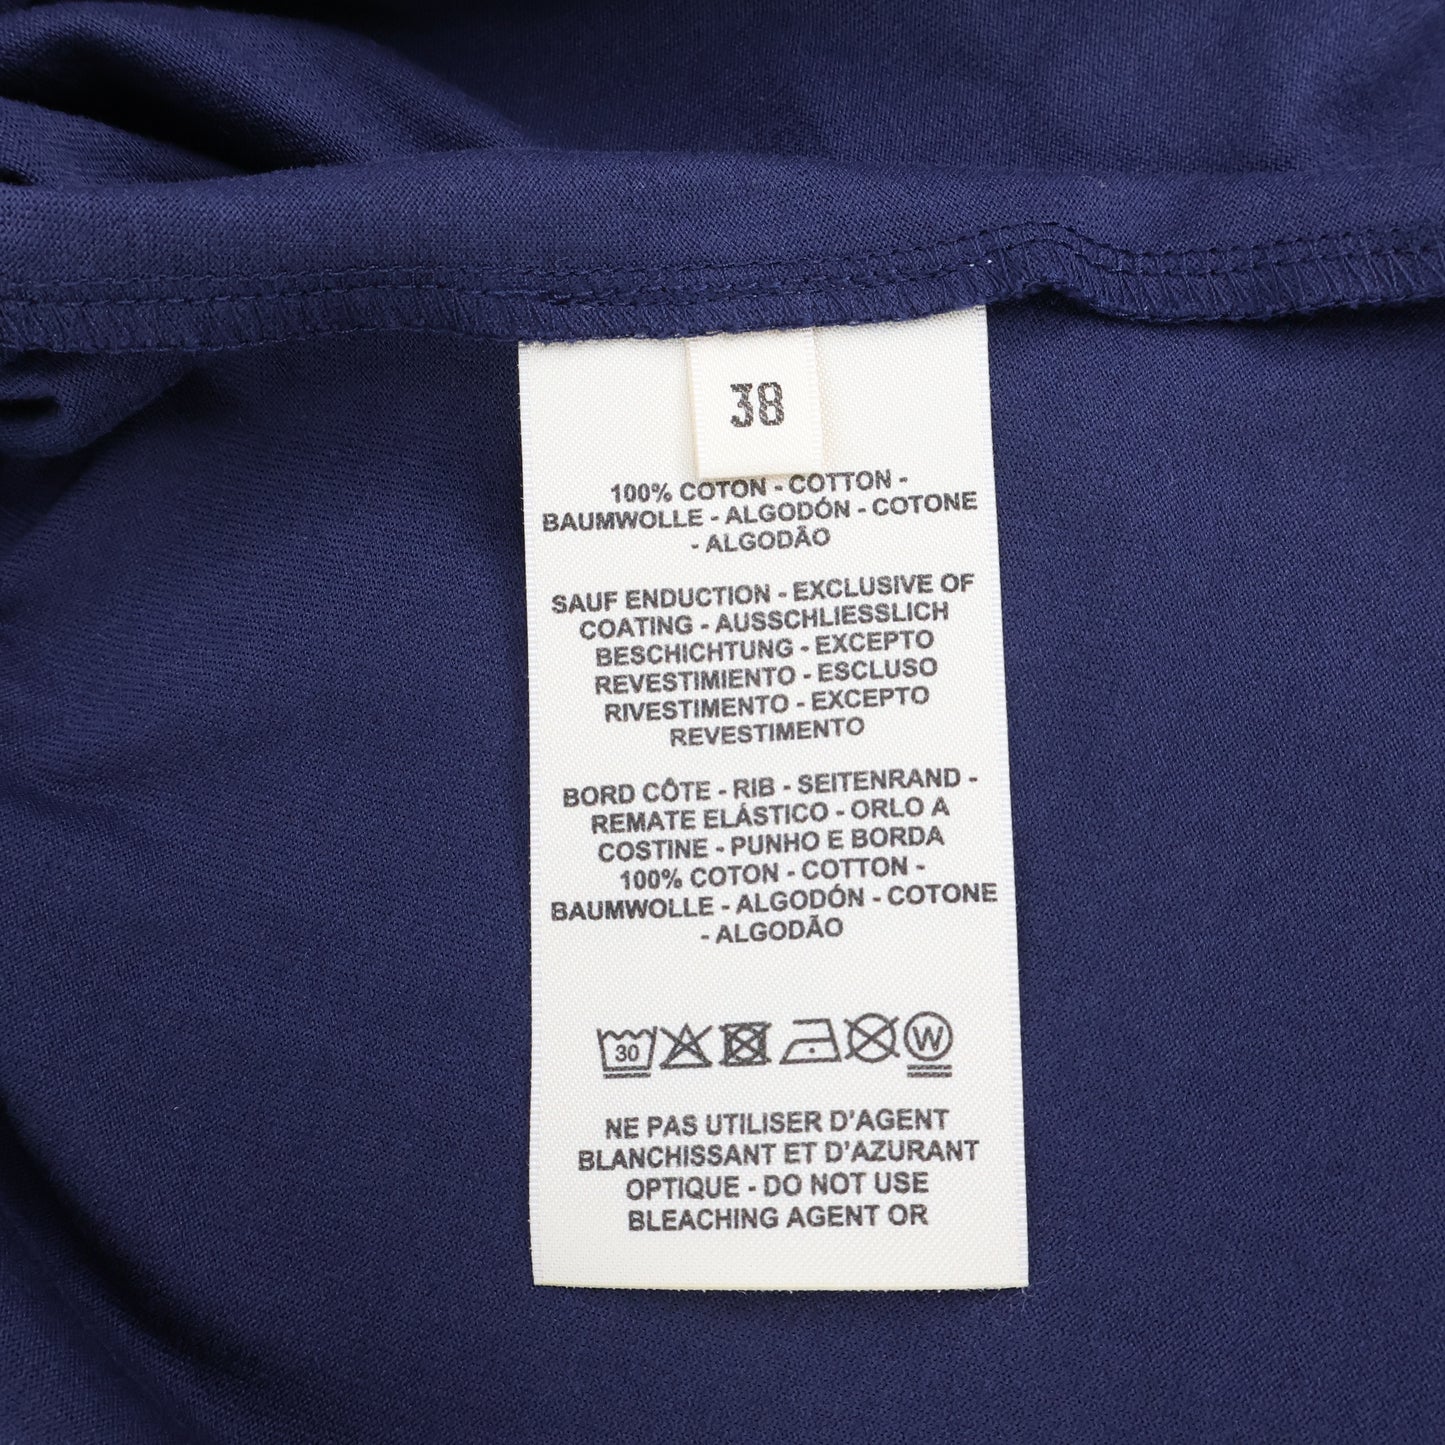 38
100% COTON - COTTON -
BAUMWOLLE - ALGODÓN - COTONE
- ALGODÃO
SAUF ENDUCTION - EXCLUSIVE OF
COATING - AUSSCHLIESSLICH
BESCHICHTUNG - EXCEPTO
REVESTIMIENTO - ESCLUSO
RIVESTIMENTO - EXCEPTO
REVESTIMENTO
BORD CÔTE - RIB - SEITENRAND -
REMATE ELÁSTICO - ORLO A
COSTINE - PUNHO E BORDA
100% COTON - COTTON -
BAUMWOLLE - ALGODÓN - COTONE
- ALGODÃO
30 W
NE PAS UTILISER D'AGENT
BLANCHISSANT ET D'AZURANT
OPTIQUE - DO NOT USE
BLEACHING AGENT OR